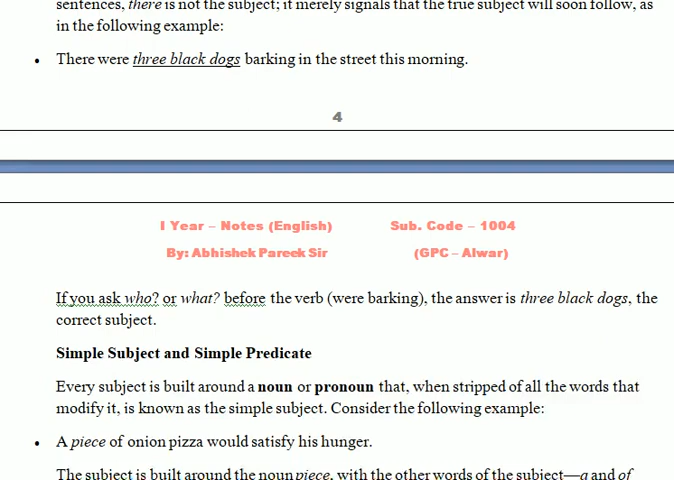 sentences, there is not the subject; it merely signals that the true subject will soon follow, as
in the following example:
• There were three black dogs barking in the street this morning.
4
I Year – Notes (English) Sub. Code – 1004
By: Abhishek Pareek Sir (GPC – Alwar)
If you ask who? or what? before the verb (were barking), the answer is three black dogs, the
correct subject.
Simple Subject and Simple Predicate
Every subject is built around a noun or pronoun that, when stripped of all the words that
modify it, is known as the simple subject. Consider the following example:
• A piece of onion pizza would satisfy his hunger.
The subject is built around the noun piece, with the other words of the subject—a and of